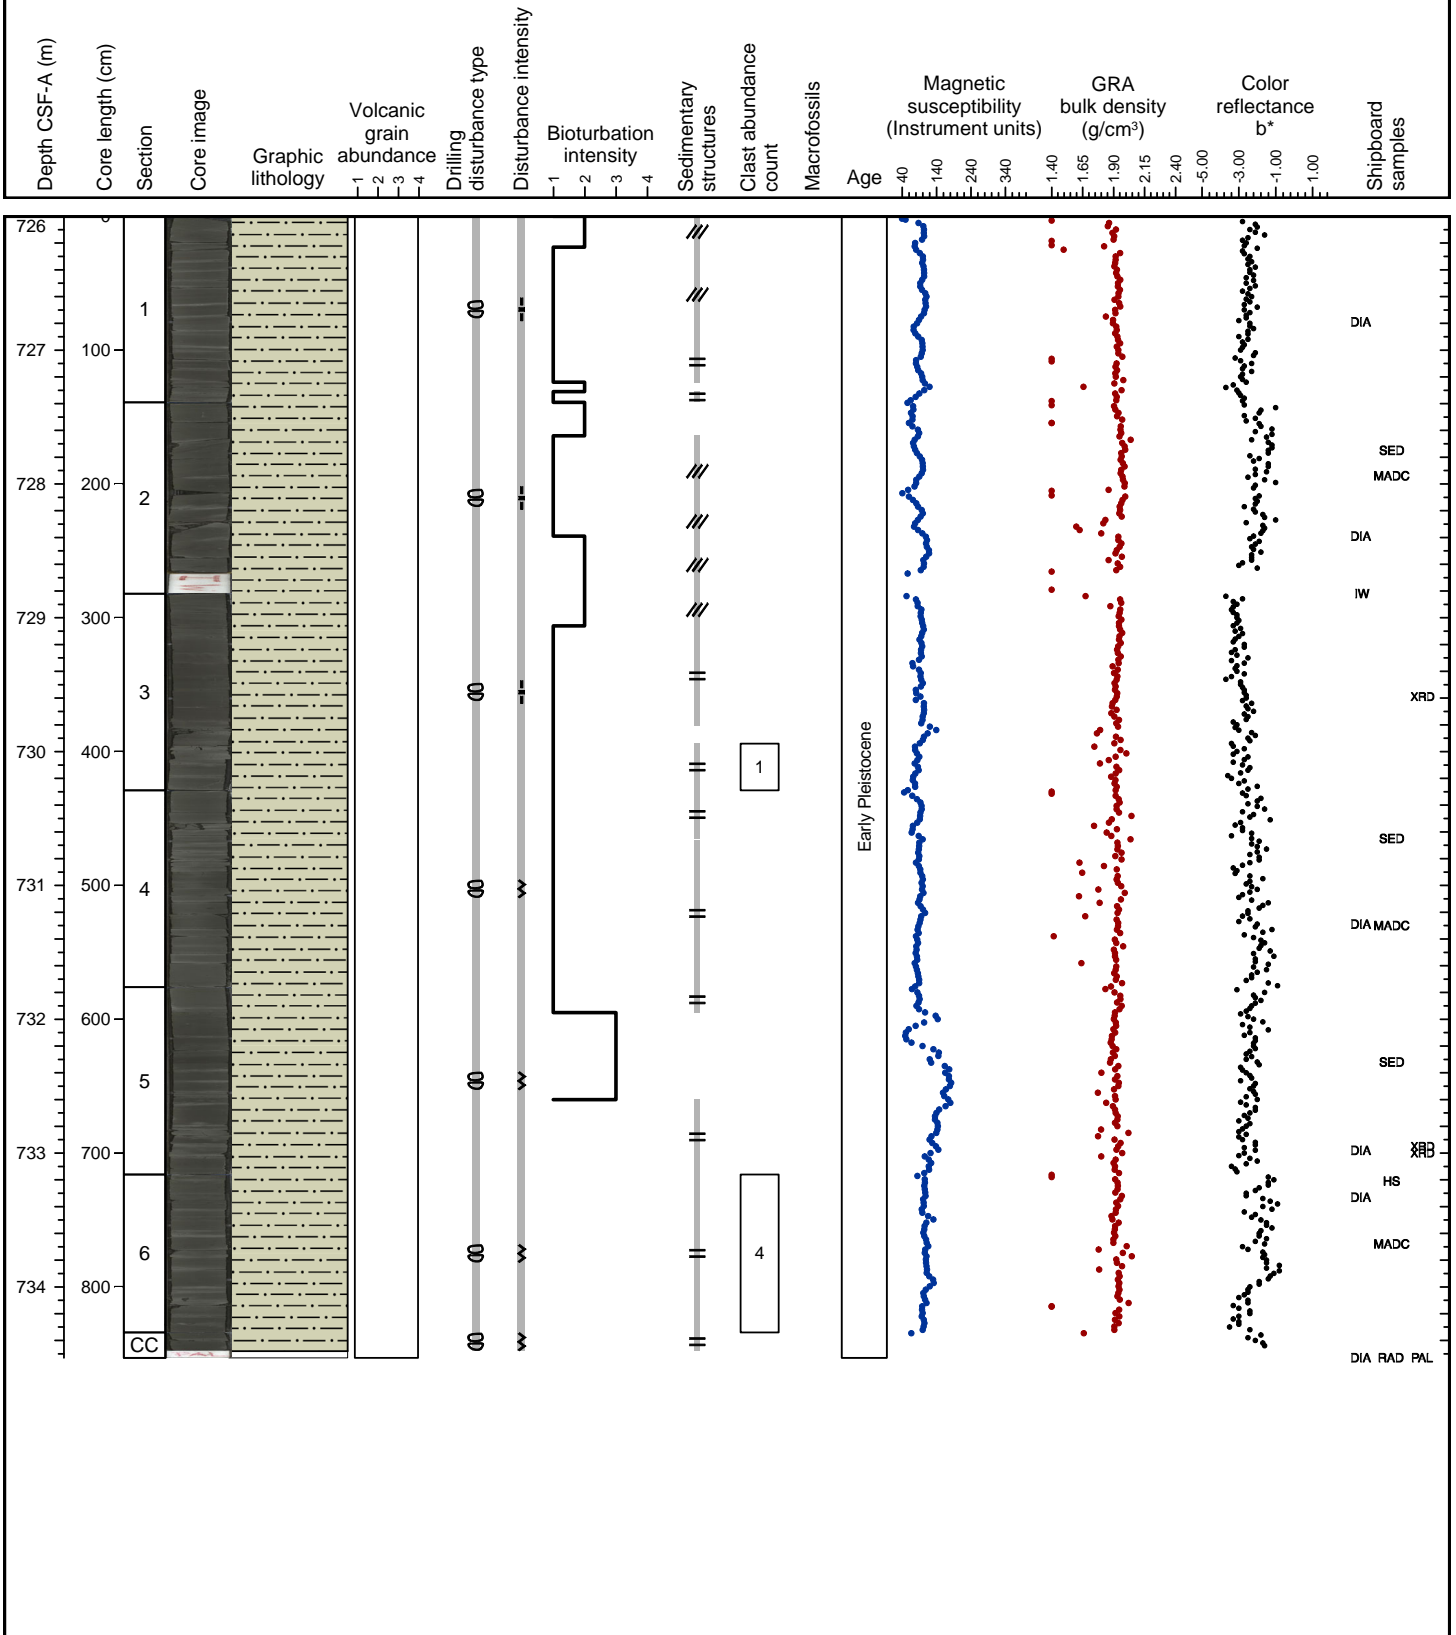 Depth CSF-A (m)
Core length (cm)
Section
Core image
Graphic
lithology
Volcanic
grain
abundance
1 2 3 4
Drilling
disturbance type
Disturbance intensity
Bioturbation
intensity
1 2 3 4
Sedimentary
structures
Clast abundance
count
Macrofossils
Age
Magnetic
susceptibility
(Instrument units)
40 140 240 340
GRA
bulk density
(g/cm³)
1.40 1.65 1.90 2.15 2.40
Color
reflectance
b*
-5.00 -3.00 -1.00 1.00
Shipboard
samples
726 0
1
DIA
727 100
SED
MADC
728 200
2
DIA
IW
729 300
3
XRD
730 400
1
Early Pleistocene
SED
731 500
4
DIA MADC
732 600
SED
5
733 700
DIA XRD
XRD
HS
DIA
MADC
6
4
734 800
CC
DIA RAD PAL